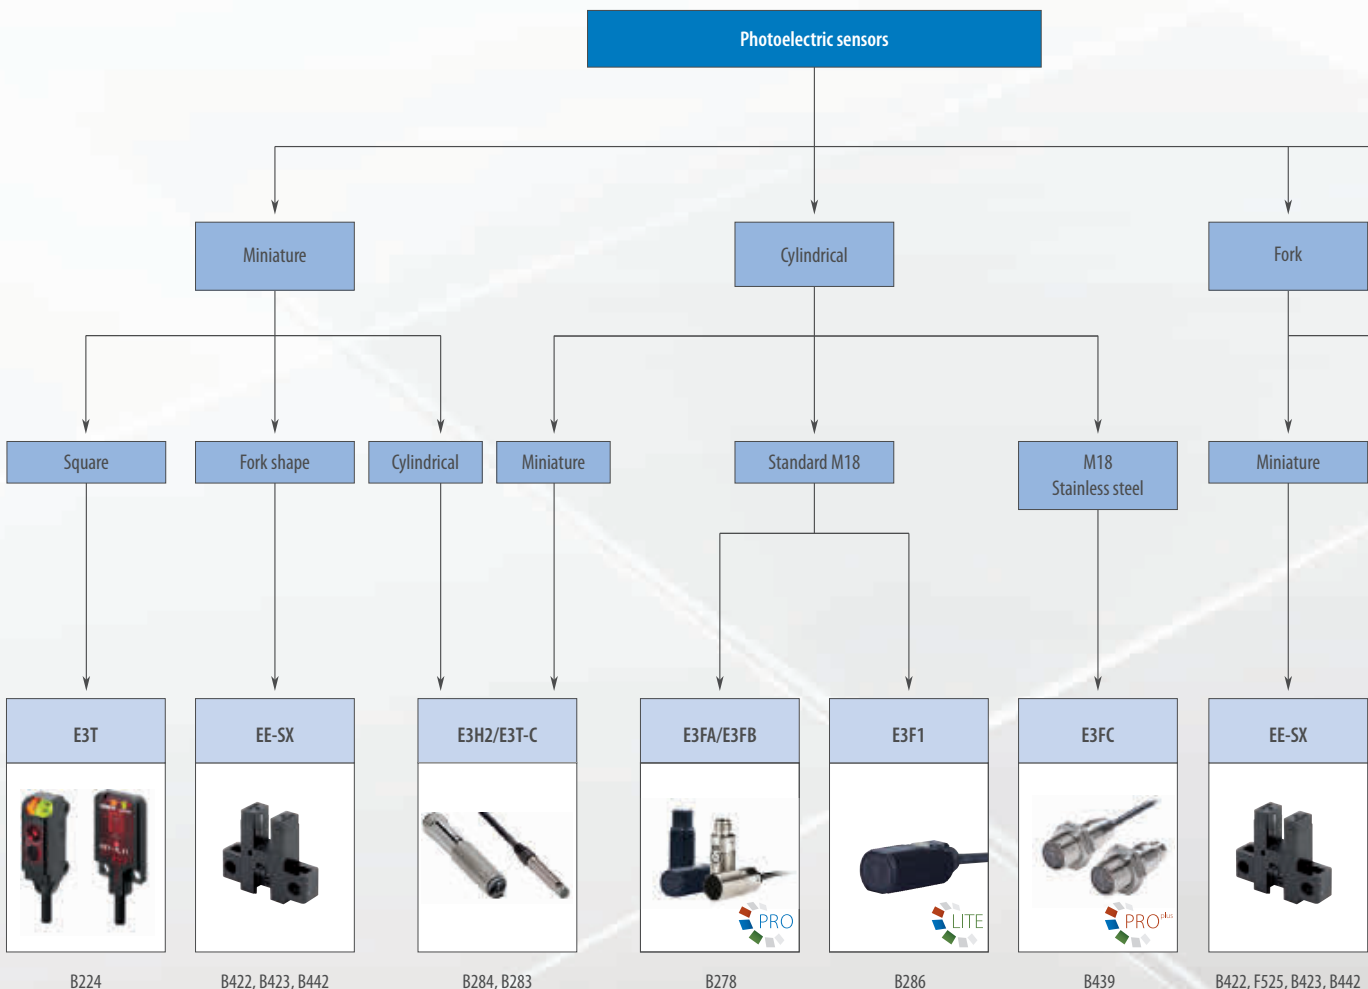 Photoelectric sensors
Miniature
Cylindrical
Fork
Square
Fork shape
Cylindrical
Miniature
Standard M18
M18
Stainless steel
Miniature
E3T
EE-SX
E3H2/E3T-C
E3FA/E3FB
E3F1
E3FC
EE-SX
PRO
LITE
PROplus
B224
B422, B423, B442
B284, B283
B278
B286
B439
B422, F525, B423, B442